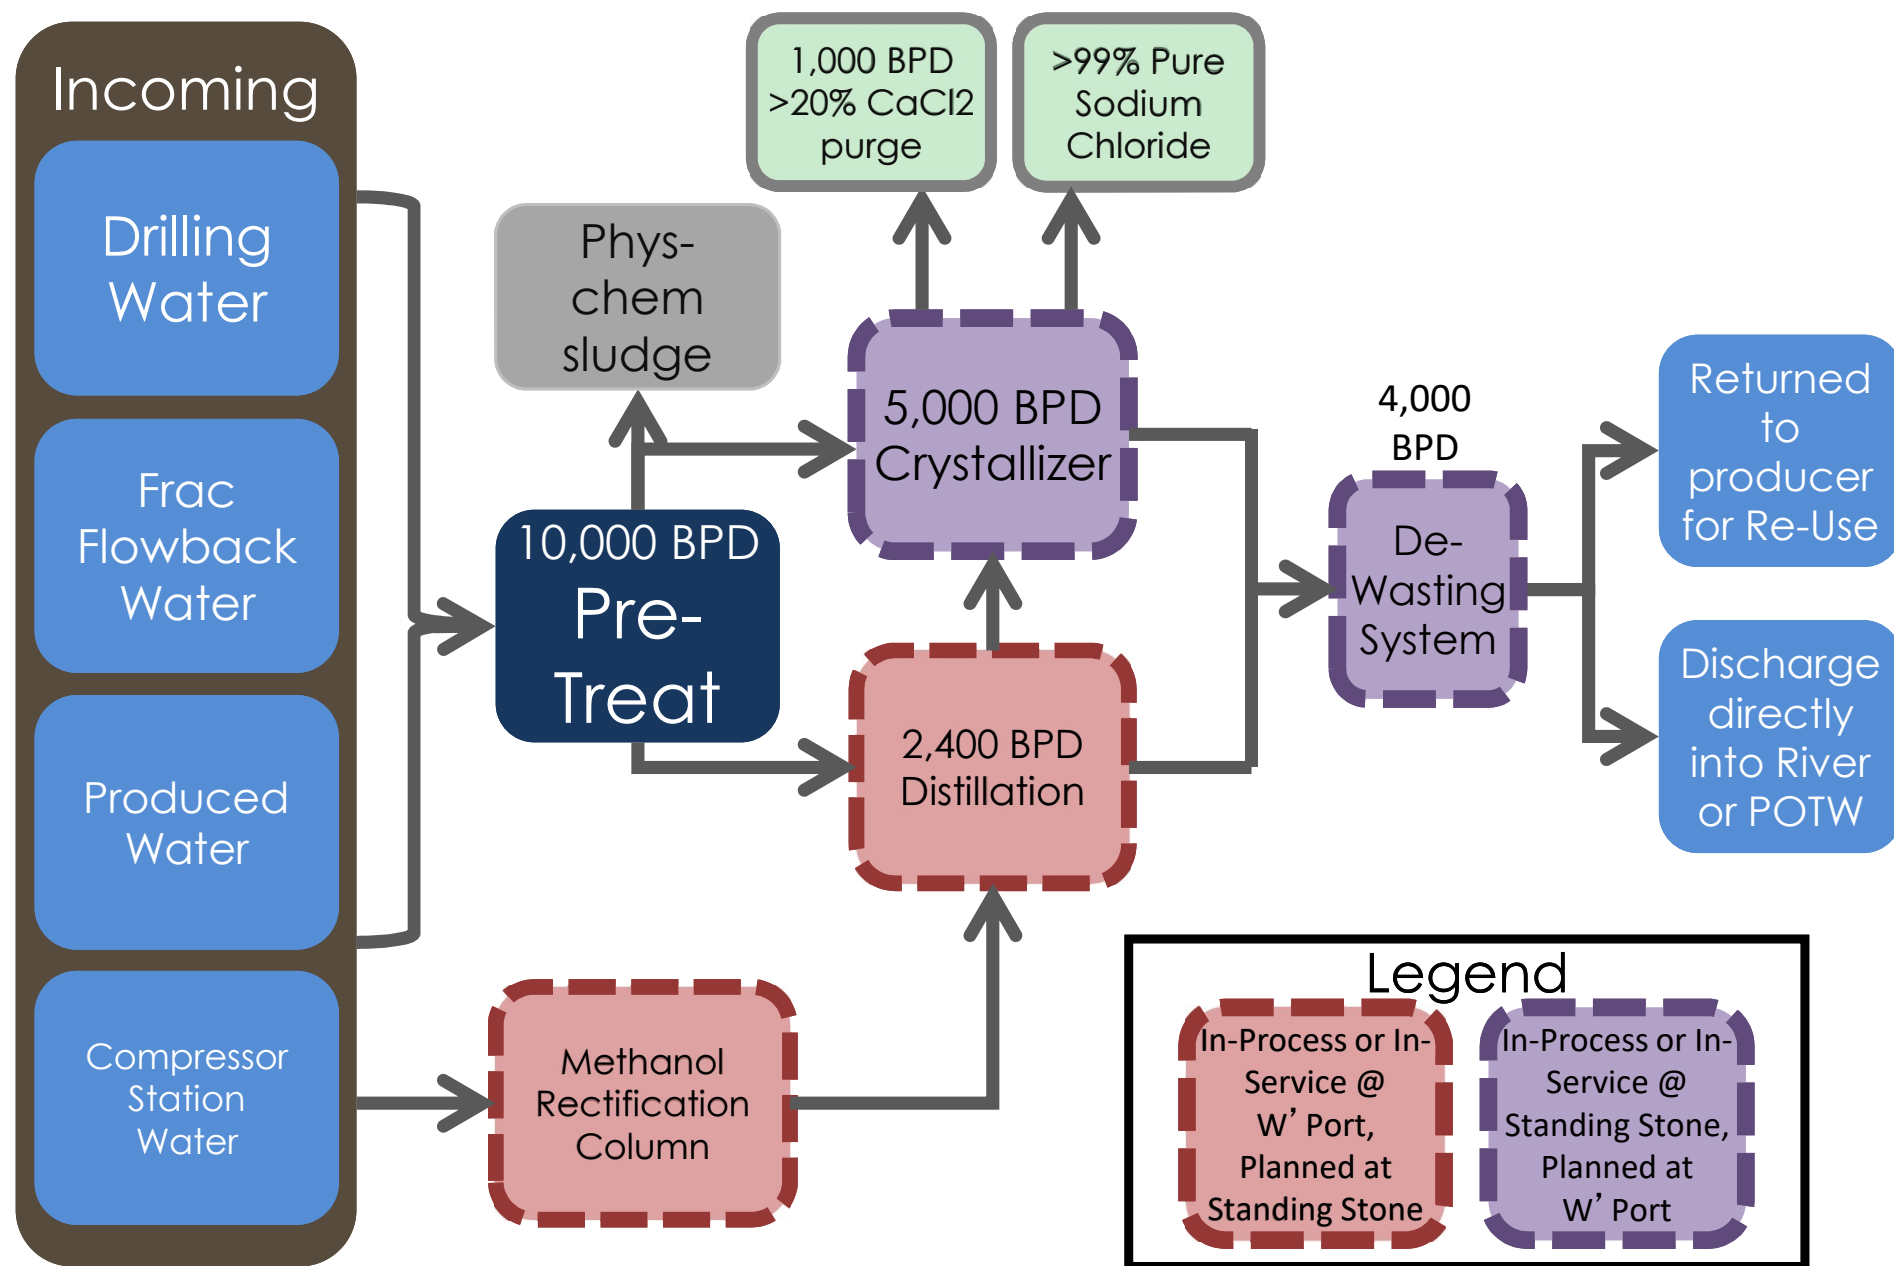 Incoming
Drilling
Water
Frac
Flowback
Water
Produced
Water
Compressor
Station
Water
Phys-
chem
sludge
10,000 BPD
Pre-
Treat
Methanol
Rectification
Column
1,000 BPD
>20% CaCl2
purge
>99% Pure
Sodium
Chloride
5,000 BPD
Crystallizer
2,400 BPD
Distillation
4,000
BPD
De-
Wasting
System
Returned
to
producer
for Re-Use
Discharge
directly
into River
or POTW
Legend
In-Process or In-
Service @
W’ Port,
Planned at
Standing Stone
In-Process or In-
Service @
Standing Stone,
Planned at
W’ Port